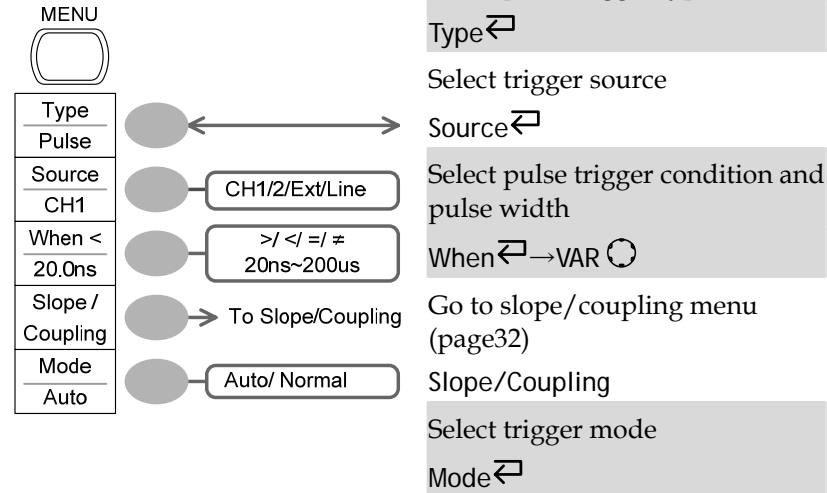 MENU
Type
Pulse
Source
CH1
When <
20.0ns
Slope /
Coupling
Mode
Auto
CH1/2/Ext/Line
>/ </ =/ ≠
20ns~200us
To Slope/Coupling
Auto/ Normal
Type
Select trigger source
Source
Select pulse trigger condition and
pulse width
When→VAR
Go to slope/coupling menu
(page32)
Slope/Coupling
Select trigger mode
Mode